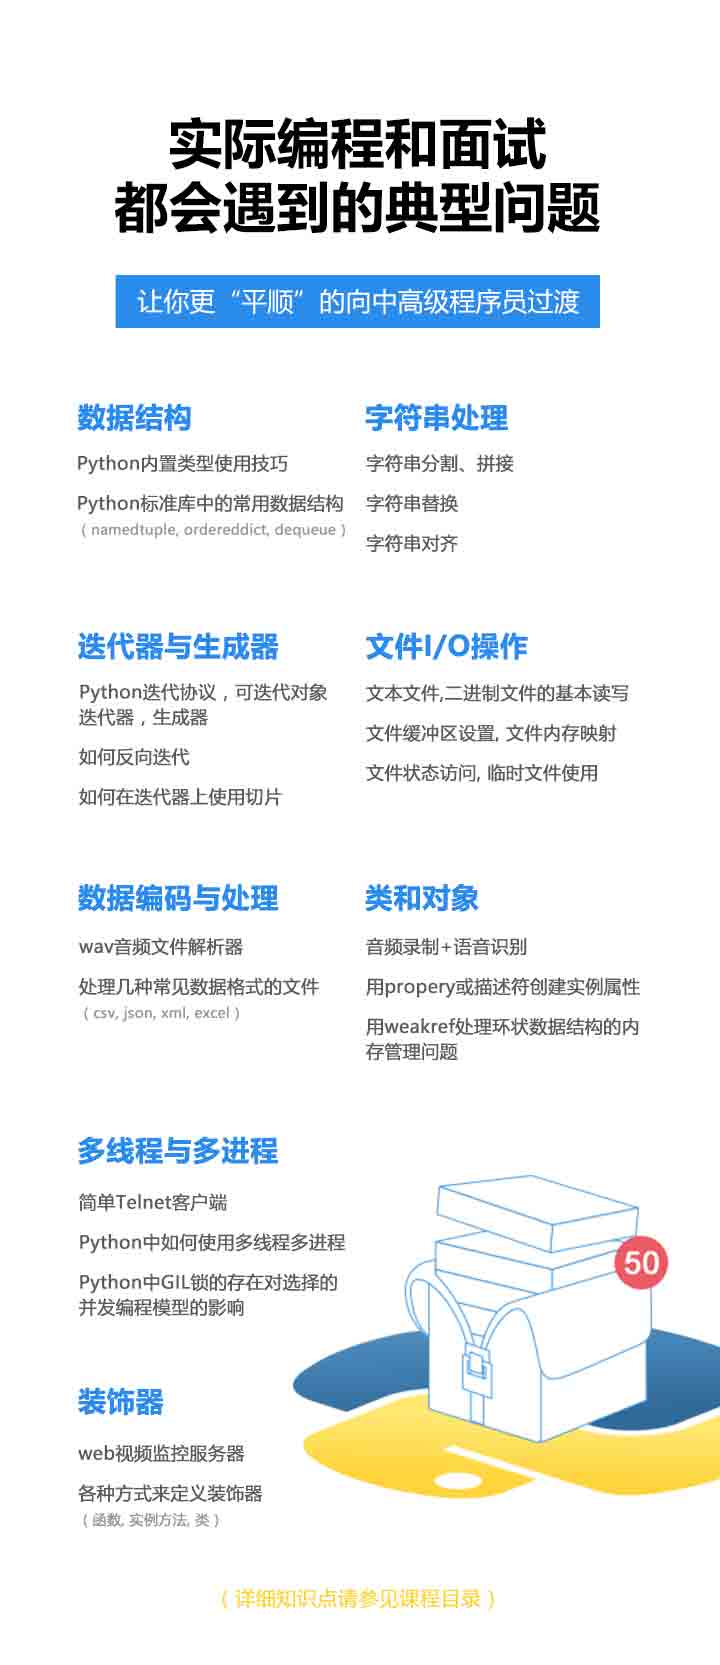 实际编程和面试
都会遇到的典型问题
让你更“平顺”的向中高级程序员过渡
数据结构
Python内置类型使用技巧
Python标准库中的常用数据结构
( namedtuple, ordereddict, dequeue )
字符串处理
字符串分割、拼接
字符串替换
字符串对齐
迭代器与生成器
Python迭代协议，可迭代对象
迭代器，生成器
如何反向迭代
如何在迭代器上使用切片
文件I/O操作
文本文件,二进制文件的基本读写
文件缓冲区设置, 文件内存映射
文件状态访问, 临时文件使用
数据编码与处理
wav音频文件解析器
处理几种常见数据格式的文件
( csv, json, xml, excel )
类和对象
音频录制+语音识别
用propery或描述符创建实例属性
用weakref处理环状数据结构的内
存管理问题
多线程与多进程
简单Telnet客户端
Python中如何使用多线程多进程
Python中GIL锁的存在对选择的
并发编程模型的影响
50
装饰器
web视频监控服务器
各种方式来定义装饰器
( 函数, 实例方法, 类 )
( 详细知识点请参见课程目录 )